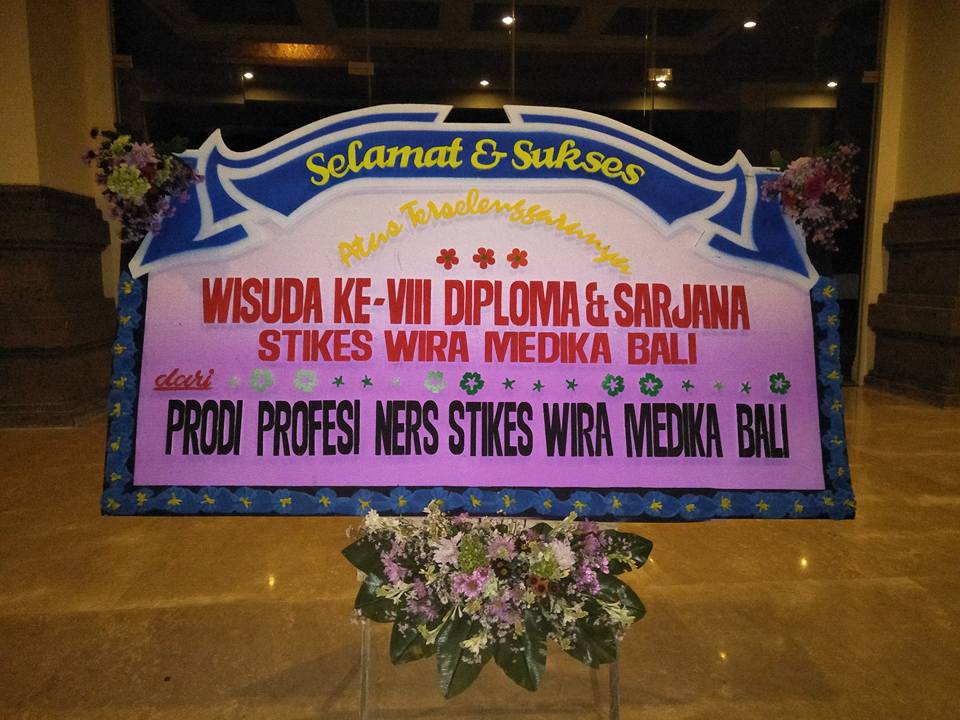 Selamat & Sukses
Atas Terselenggaranya
WISUDA KE-VIII DIPLOMA & SARJANA
STIKES WIRA MEDIKA BALI
dari
PRODI PROFESI NERS STIKES WIRA MEDIKA BALI